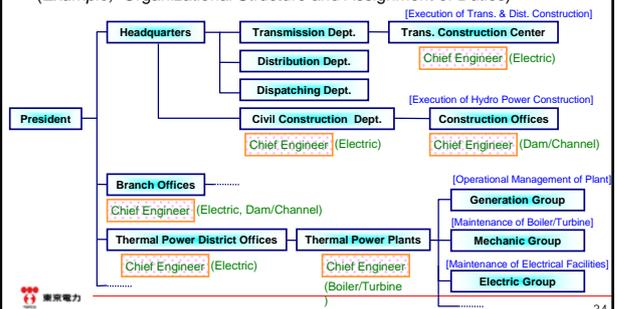 (Example) Organizational Structure and Assignment of Duties)
[Execution of Trans. & Dist. Construction]
Headquarters
Transmission Dept.
Trans. Construction Center
Chief Engineer (Electric)
Distribution Dept.
Dispatching Dept.
[Execution of Hydro Power Construction]
President
Civil Construction Dept.
Construction Offices
Chief Engineer (Electric)
Chief Engineer (Dam/Channel)
[Operational Management of Plant]
Branch Offices
Generation Group
Chief Engineer (Electric, Dam/Channel)
[Maintenance of Boiler/Turbine]
Thermal Power District Offices
Thermal Power Plants
Mechanic Group
[Maintenance of Electrical Facilities]
Chief Engineer (Electric)
Chief Engineer
(Boiler/Turbine
)
Electric Group
東京電力
34